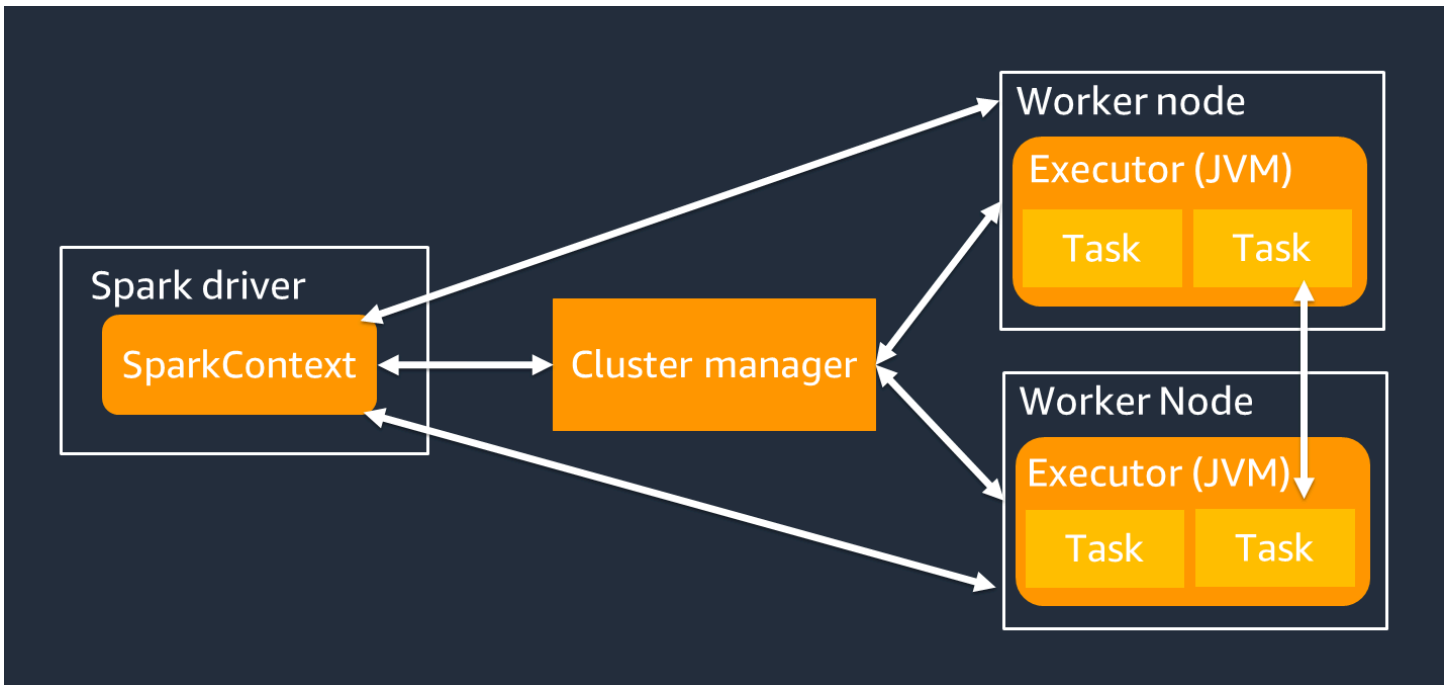 Spark driver
SparkContext
Cluster manager
Worker node
Executor (JVM)
Task Task
Worker Node
Executor (JVM)
Task Task